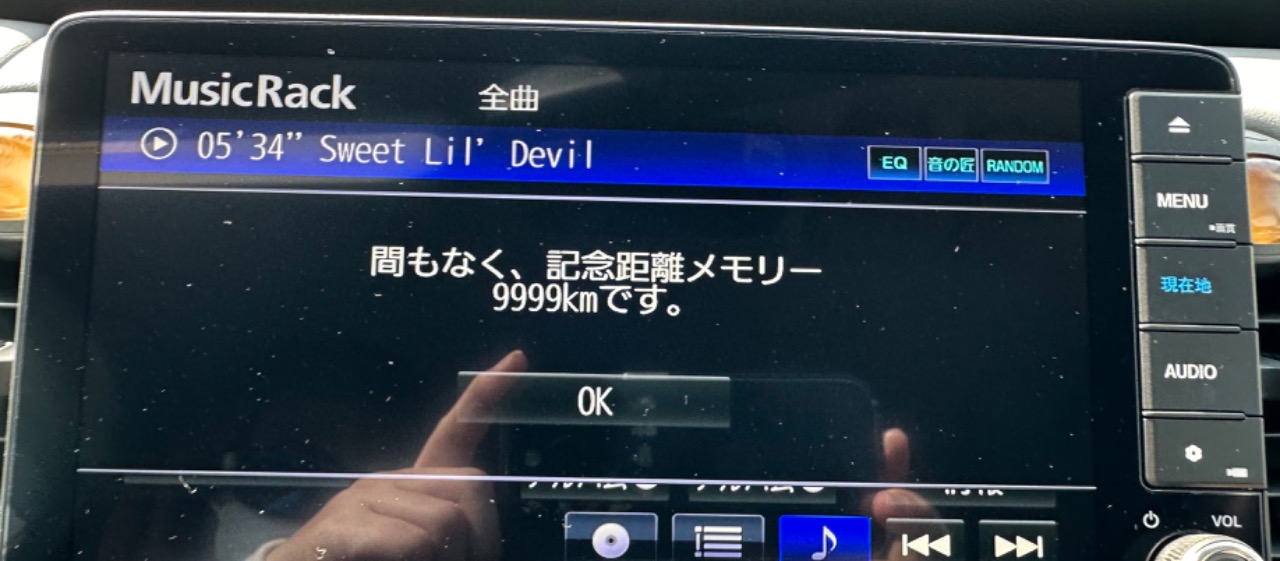 MusicRack
全曲
05'34" Sweet Lil' Devil
EQ
音の匠
RANDOM
間もなく、記念距離メモリー
9999kmです。
OK
MENU
現在地
AUDIO
VOL